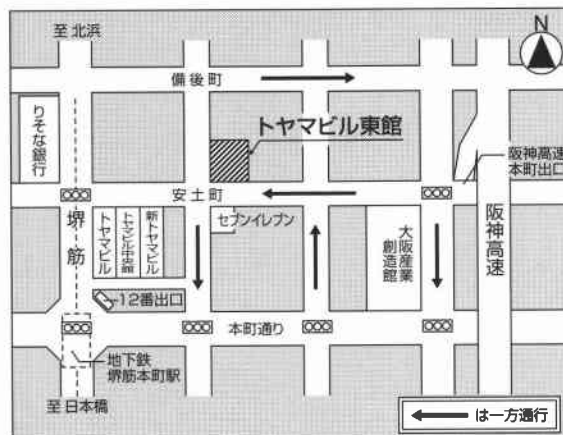 至 北浜
N
備後町
りそな銀行
トヤマビル東館
阪神高速
本町出口
安土町
堺筋
トヤマビル
トヤマビル中央館
新トヤマビル
セブンイレブン
大阪産業
創造館
阪神高速
12番出口
本町通り
地下鉄
堺筋本町駅
至 日本橋
は一方通行